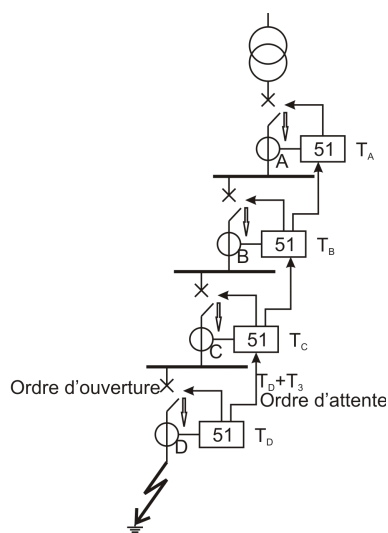 51 T_A
A
51 T_B
B
51 T_C
C
T_D+T_3
Ordre d'ouverture
Ordre d'attente
51 T_D
D